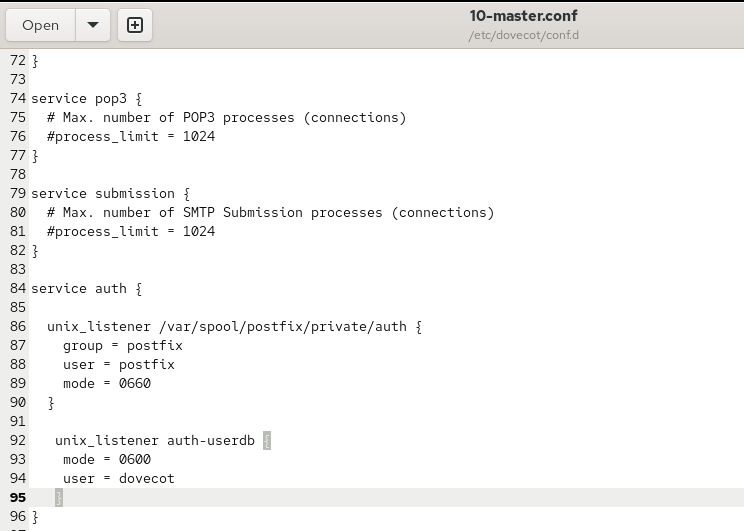 Open
10-master.conf
/etc/dovecot/conf.d
72 }
73
74 service pop3 {
75   # Max. number of POP3 processes (connections)
76   #process_limit = 1024
77 }
78
79 service submission {
80   # Max. number of SMTP Submission processes (connections)
81   #process_limit = 1024
82 }
83
84 service auth {
85
86   unix_listener /var/spool/postfix/private/auth {
87     group = postfix
88     user = postfix
89     mode = 0660
90   }
91
92    unix_listener auth-userdb {
93     mode = 0600
94     user = dovecot
95    }
96 }